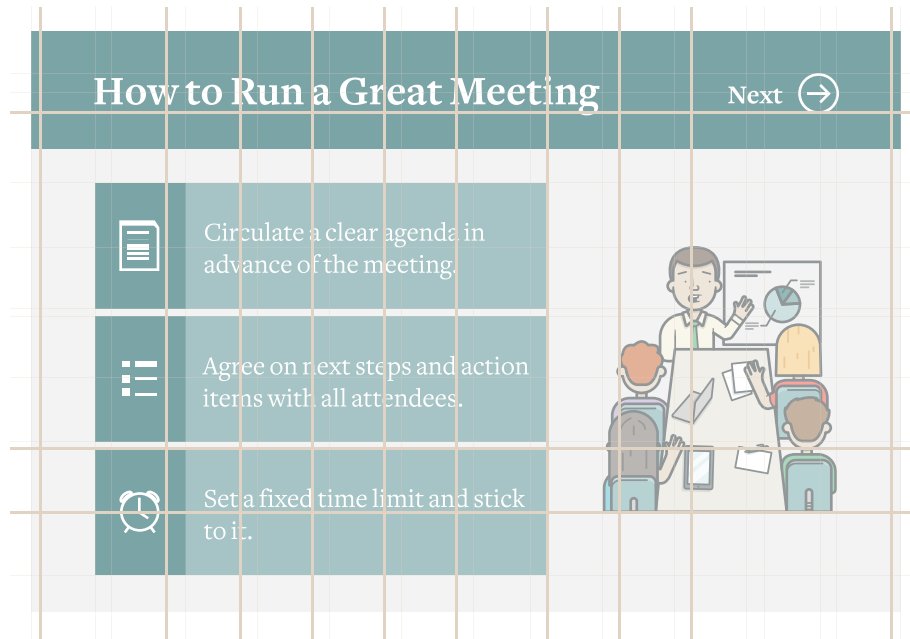 How to Run a Great Meeting
Next
Circulate a clear agenda in
advance of the meeting.
Agree on next steps and action
items with all attendees.
Set a fixed time limit and stick
to it.